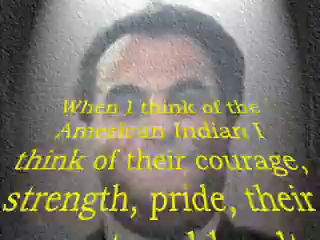 When I think of the
American Indian I
think of their courage,
strength, pride, their